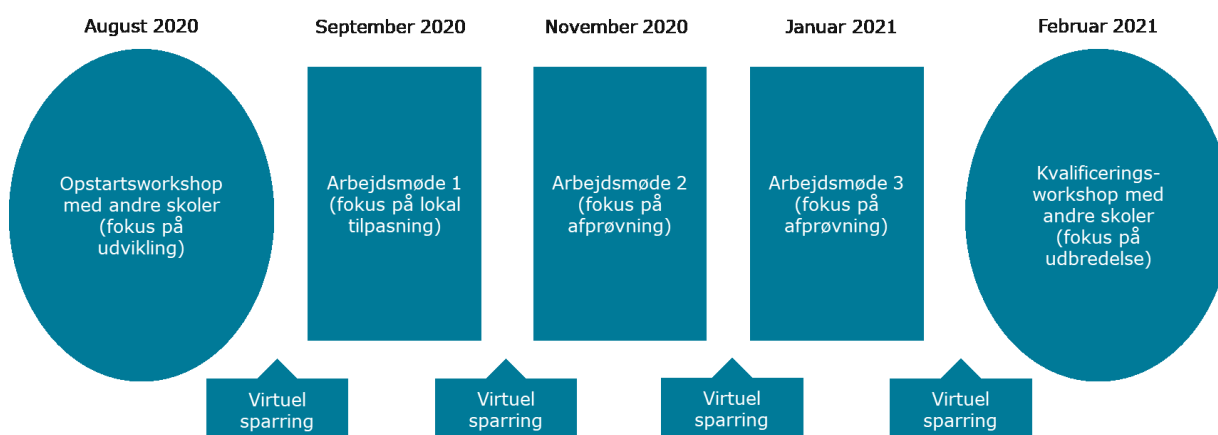 August 2020
September 2020
November 2020
Januar 2021
Februar 2021
Opstartsworkshop
med andre skoler
(fokus på
udvikling)
Arbejdsmøde 1
(fokus på lokal
tilpasning)
Arbejdsmøde 2
(fokus på
afprøvning)
Arbejdsmøde 3
(fokus på
afprøvning)
Kvalificerings-
workshop med
andre skoler
(fokus på
udbredelse)
Virtuel
sparring
Virtuel
sparring
Virtuel
sparring
Virtuel
sparring